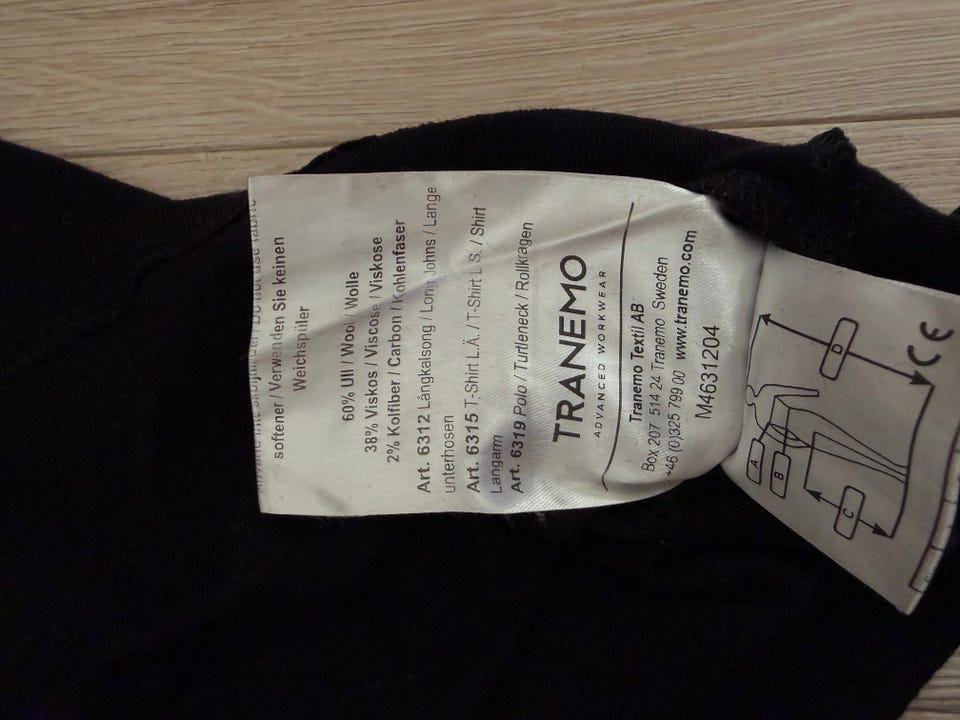 softener / Verwenden Sie keinen
Weichspüler
60% Ull / Wool / Wolle
38% Viskos / Viscose / Viskose
2% Kolfiber / Carbon / Kohlenfaser
Art. 6312 Långkalsong / Long Johns / Lange
unterhosen
Art. 6315 T-Shirt L.Ä. / T-Shirt L.S. / Shirt
Langarm
Art. 6319 Polo / Turtleneck / Rollkragen
TRANEMO
ADVANCED WORKWEAR
Tranemo Textil AB
Box 207 514 24 Tranemo Sweden
+46 (0)325 799 00 www.tranemo.com
M4631204
A
B
C
D
CE